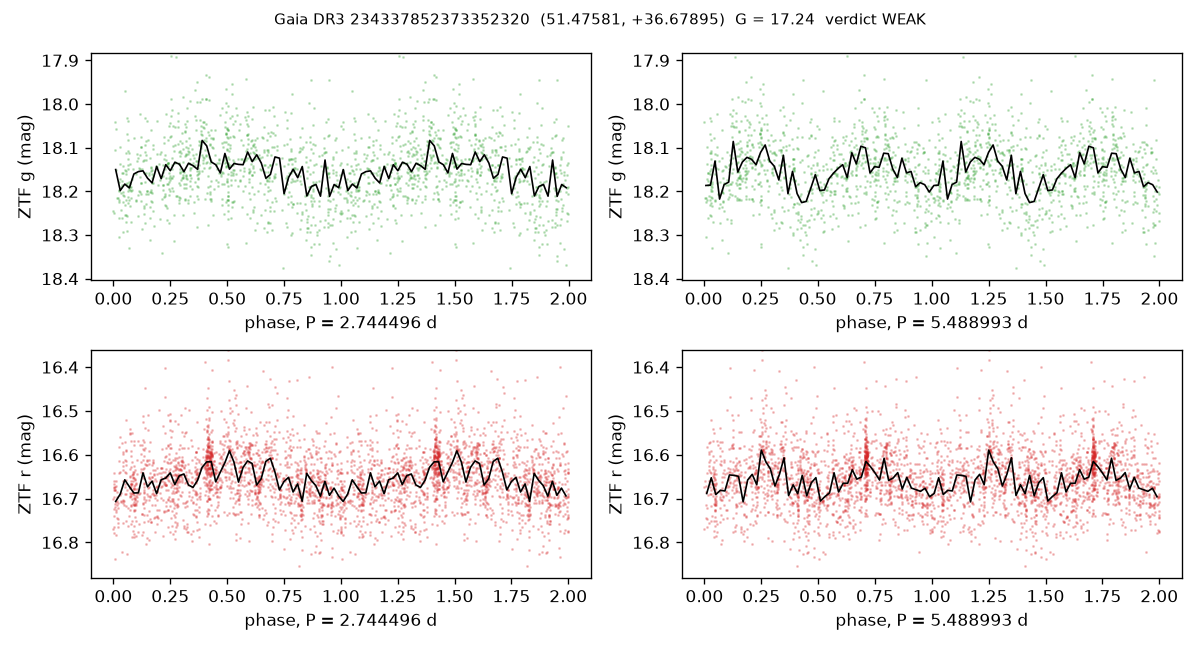 Gaia DR3 234337852373352320 (51.47581, +36.67895) G = 17.24 verdict WEAK
ZTF g (mag)
17.9
18.0
18.1
18.2
18.3
18.4
0.00 0.25 0.50 0.75 1.00 1.25 1.50 1.75 2.00
phase, P = 2.744496 d
ZTF g (mag)
17.9
18.0
18.1
18.2
18.3
18.4
0.00 0.25 0.50 0.75 1.00 1.25 1.50 1.75 2.00
phase, P = 5.488993 d
ZTF r (mag)
16.4
16.5
16.6
16.7
16.8
0.00 0.25 0.50 0.75 1.00 1.25 1.50 1.75 2.00
phase, P = 2.744496 d
ZTF r (mag)
16.4
16.5
16.6
16.7
16.8
0.00 0.25 0.50 0.75 1.00 1.25 1.50 1.75 2.00
phase, P = 5.488993 d